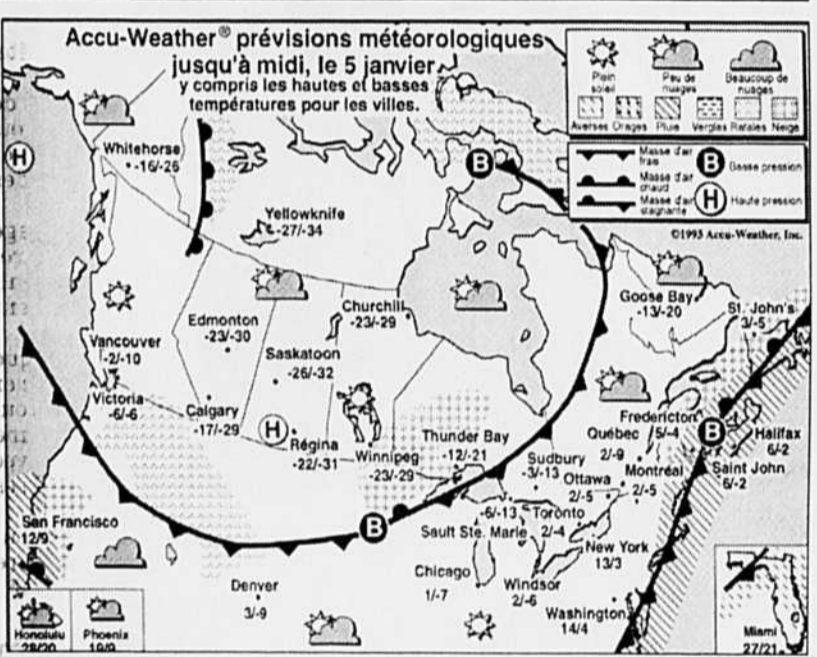 Accu-Weather® prévisions météorologiques
jusqu'à midi, le 5 janvier
y compris les hautes et basses
températures pour les villes.
Plein
soleil
Peu de
nuages
Beaucoup de
nuages
Averses Orages Pluie Verglas Rafales Neige
Masse d'air
frais
Masse d'air
chaud
Masse d'air
stagnante
B
Basse pression
H
Haute pression
©1993 Accu-Weather, Inc.
H
Whitehorse
-16/-26
B
Yellowknife
-27/-34
Goose Bay
-13/-20
St. John's
3/-5
Churchill
-23/-29
Edmonton
-23/-30
Vancouver
-2/-10
Saskatoon
-26/-32
Victoria
-6/-6
Calgary
-17/-29
H
Régina
-22/-31
Winnipeg
-23/-29
Thunder Bay
-12/-21
Sudbury
-3/-13
Québec
2/-9
Fredericton
5/-4
B
Halifax
6/-2
Saint John
6/-2
Montréal
2/-5
Ottawa
2/-5
Toronto
2/-4
-6/-13
Sault Ste. Marie
B
San Francisco
12/9
New York
13/3
Chicago
1/-7
Windsor
2/-6
Denver
3/-9
Washington
14/4
Honolulu
28/20
Phoenix
19/9
Miami
27/21